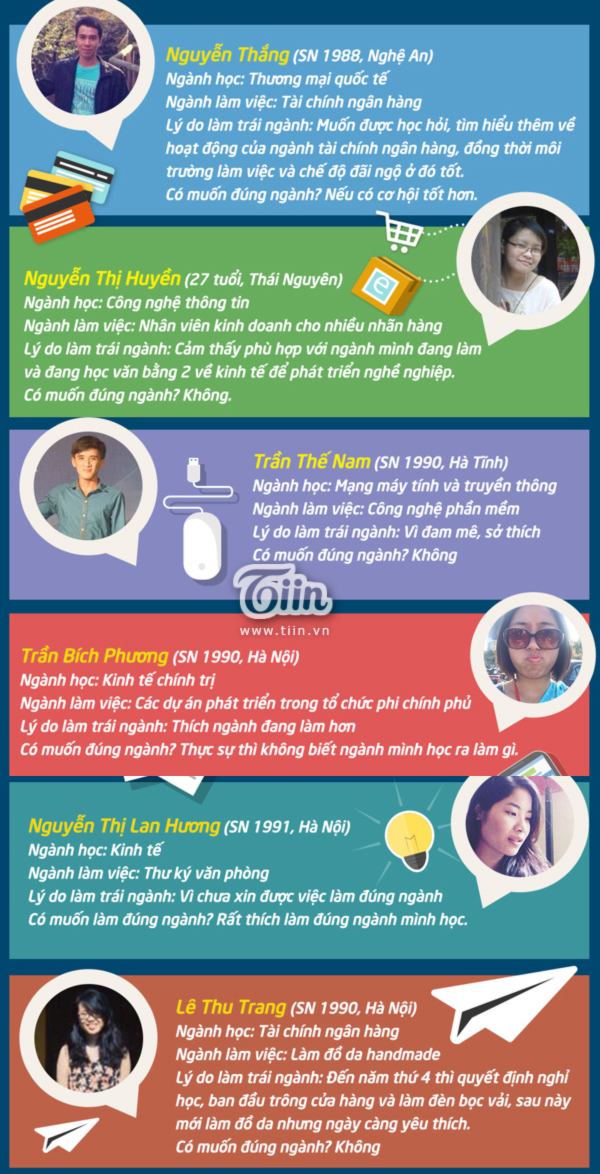 Nguyễn Thắng (SN 1988, Nghệ An)
Ngành học: Thương mại quốc tế
Ngành làm việc: Tài chính ngân hàng
Lý do làm trái ngành: Muốn được học hỏi, tìm hiểu thêm về
hoạt động của ngành tài chính ngân hàng, đồng thời môi
trường làm việc và chế độ đãi ngộ ở đó tốt.
Có muốn đúng ngành? Nếu có cơ hội tốt hơn.
e
Nguyễn Thị Huyền (27 tuổi, Thái Nguyên)
Ngành học: Công nghệ thông tin
Ngành làm việc: Nhân viên kinh doanh cho nhiều nhãn hàng
Lý do làm trái ngành: Cảm thấy phù hợp với ngành mình đang làm
và đang học văn bằng 2 về kinh tế để phát triển nghề nghiệp.
Có muốn đúng ngành? Không.
Trần Thế Nam (SN 1990, Hà Tĩnh)
Ngành học: Mạng máy tính và truyền thông
Ngành làm việc: Công nghệ phần mềm
Lý do làm trái ngành: Vì đam mê, sở thích
Có muốn đúng ngành? Không
Tiin
www.tiin.vn
Trần Bích Phương (SN 1990, Hà Nội)
Ngành học: Kinh tế chính trị
Ngành làm việc: Các dự án phát triển trong tổ chức phi chính phủ
Lý do làm trái ngành: Thích ngành đang làm hơn
Có muốn đúng ngành? Thực sự thì không biết ngành mình học ra làm gì.
Nguyễn Thị Lan Hương (SN 1991, Hà Nội)
Ngành học: Kinh tế
Ngành làm việc: Thư ký văn phòng
Lý do làm trái ngành: Vì chưa xin được việc làm đúng ngành
Có muốn làm đúng ngành? Rất thích làm đúng ngành mình học.
Lê Thu Trang (SN 1990, Hà Nội)
Ngành học: Tài chính ngân hàng
Ngành làm việc: Làm đồ da handmade
Lý do làm trái ngành: Đến năm thứ 4 thì quyết định nghỉ
học, ban đầu trông cửa hàng và làm đèn bọc vải, sau này
mới làm đồ da nhưng ngày càng yêu thích.
Có muốn đúng ngành? Không